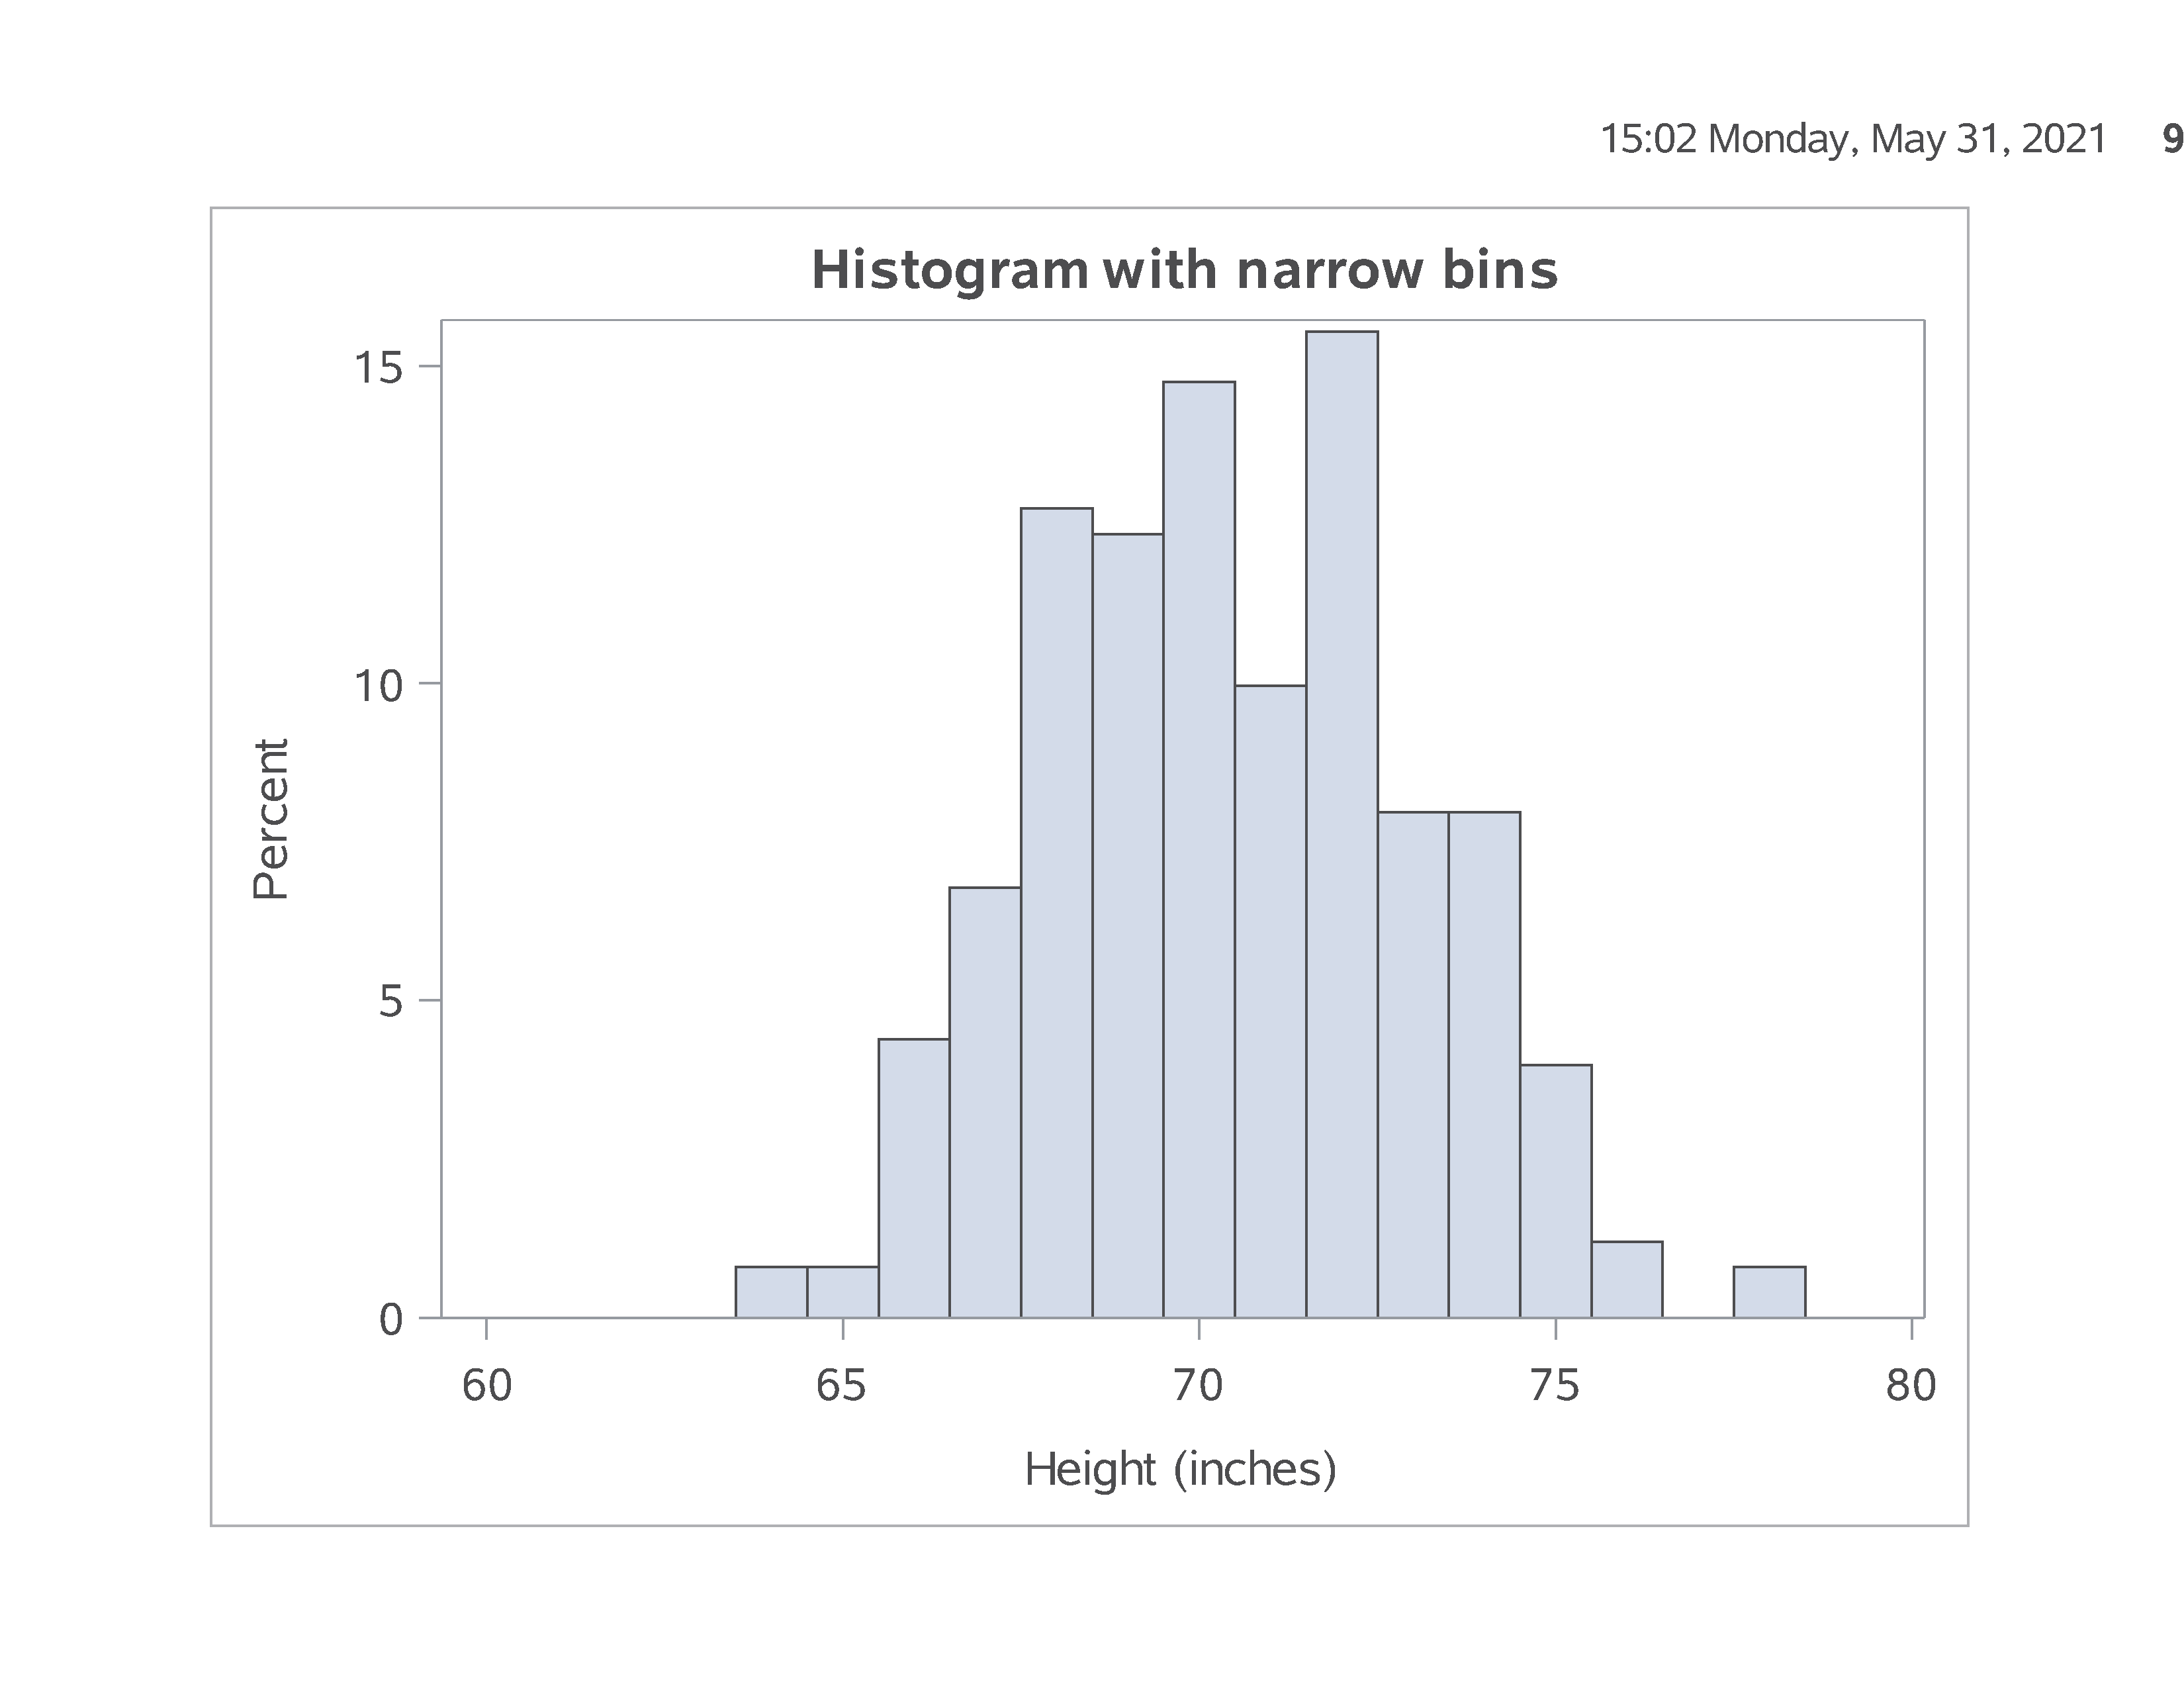 15:02 Monday, May 31, 2021 9
Histogram with narrow bins
15
10
5
0
Percent
60 65 70 75 80
Height (inches)